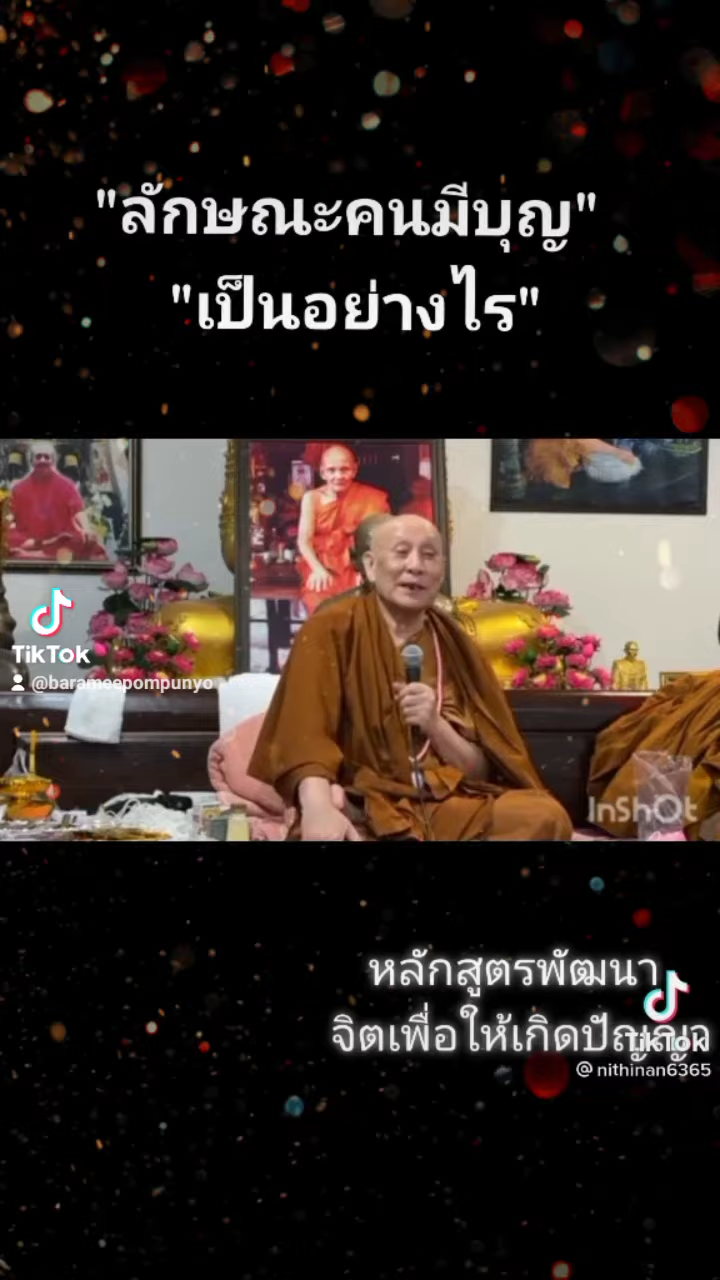 "ลักษณะคนมีบุญ"
"เป็นอย่างไร"
TikTok
@barameepompunyo
InShOt
หลักสูตรพัฒนา
จิตเพื่อให้เกิดปัญญา
TikTok
@nithinan6365